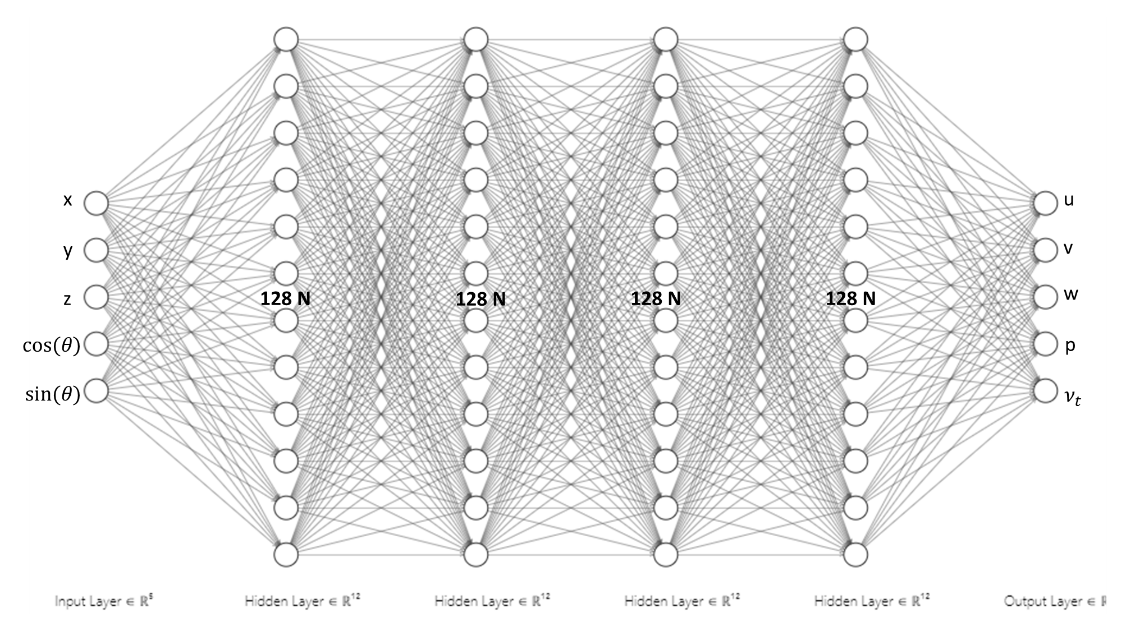 x
y
z
cos(θ)
sin(θ)
128 N
128 N
128 N
128 N
u
v
w
p
νₜ
Input Layer ∈ ℝ⁵
Hidden Layer ∈ ℝ¹²
Hidden Layer ∈ ℝ¹²
Hidden Layer ∈ ℝ¹²
Hidden Layer ∈ ℝ¹²
Output Layer ∈